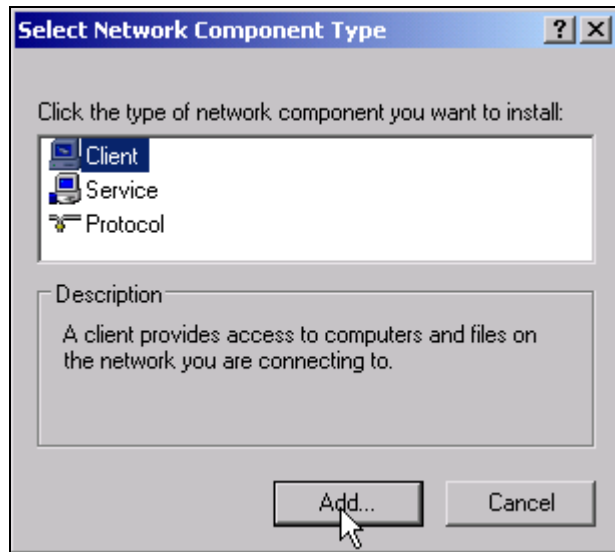 Select Network Component Type
Click the type of network component you want to install:
Client
Service
Protocol
Description
A client provides access to computers and files on
the network you are connecting to.
Add... Cancel